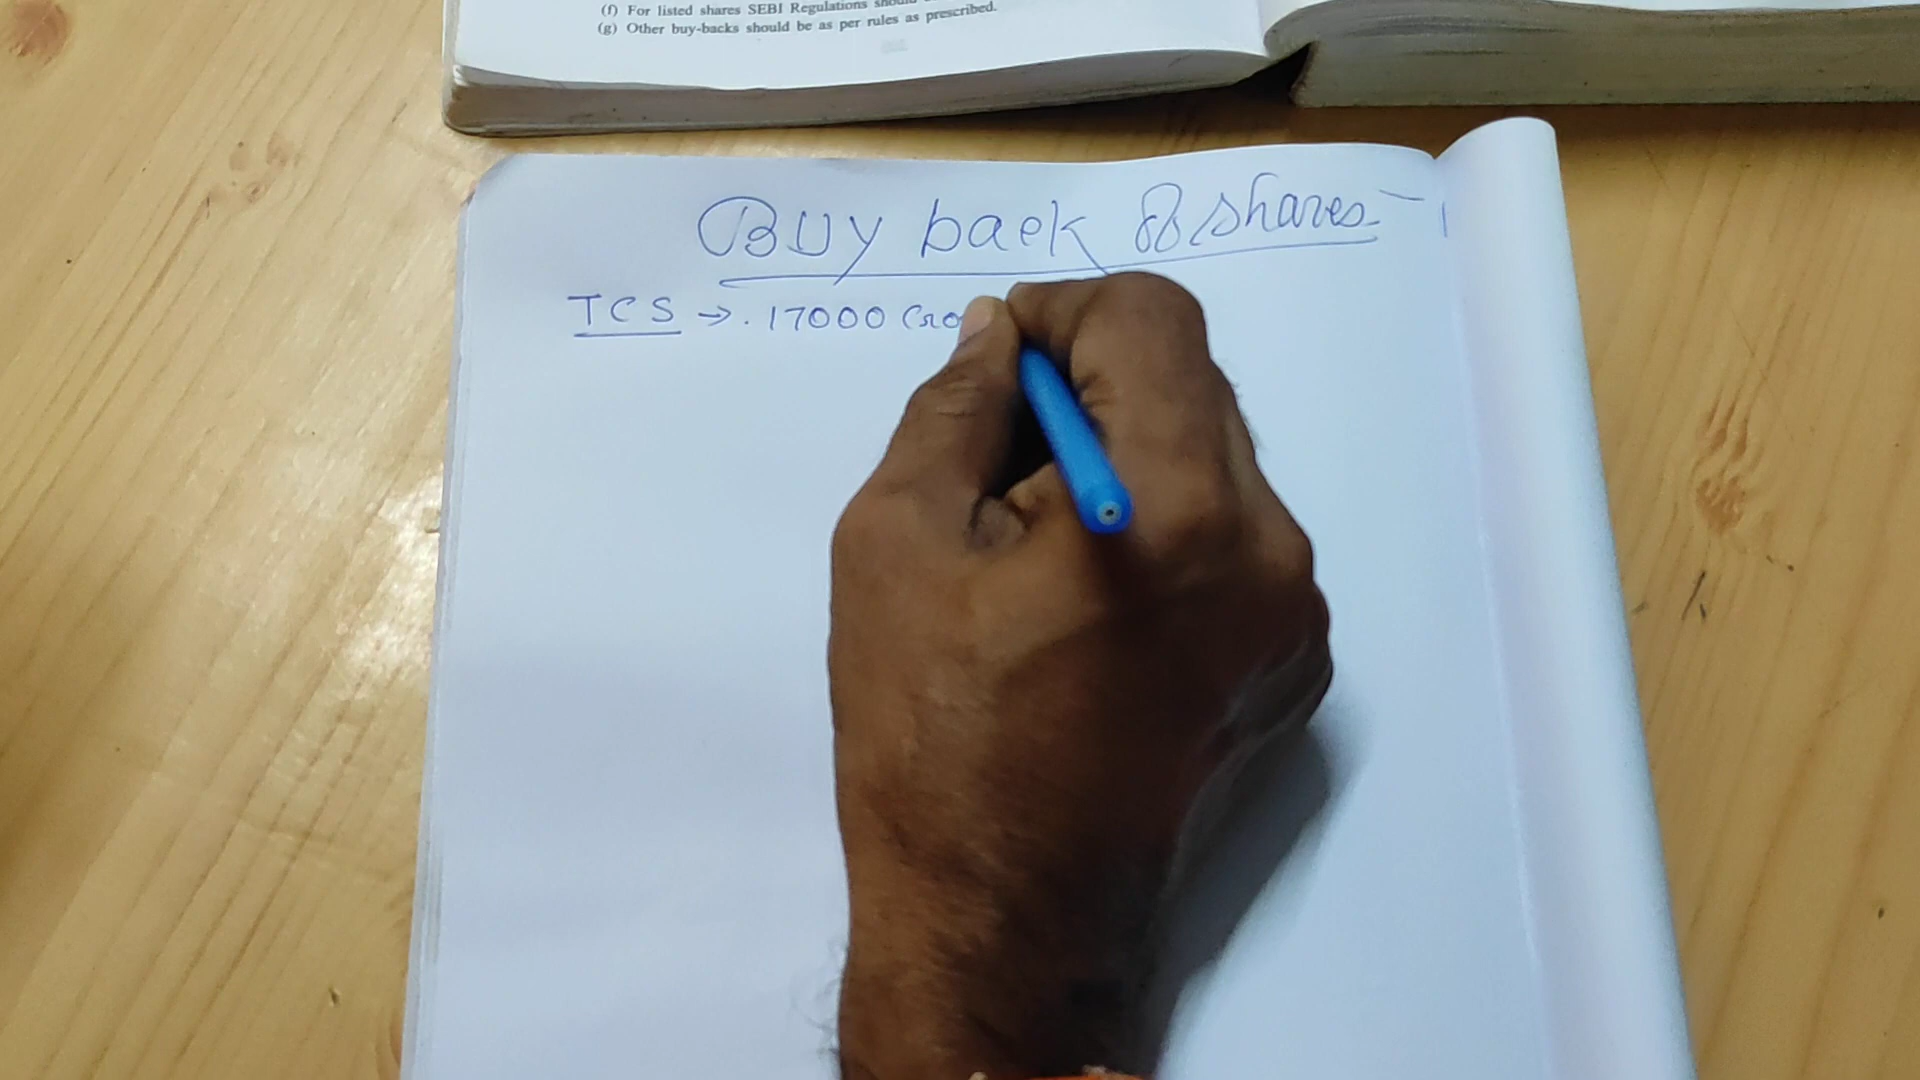 (f) For listed shares SEBI Regulations should
(g) Other buy-backs should be as per rules as prescribed.
Buy back of shares -
TCS → . 17000 Cro